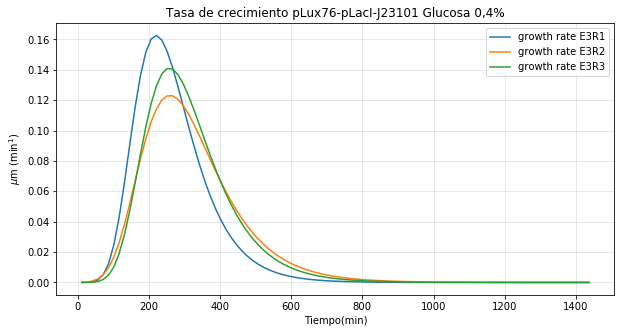 Tasa de crecimiento pLux76-pLacI-J23101 Glucosa 0,4%
growth rate E3R1
growth rate E3R2
growth rate E3R3
μm (min¹)
0.16
0.14
0.12
0.10
0.08
0.06
0.04
0.02
0.00
0 200 400 600 800 1000 1200 1400
Tiempo(min)